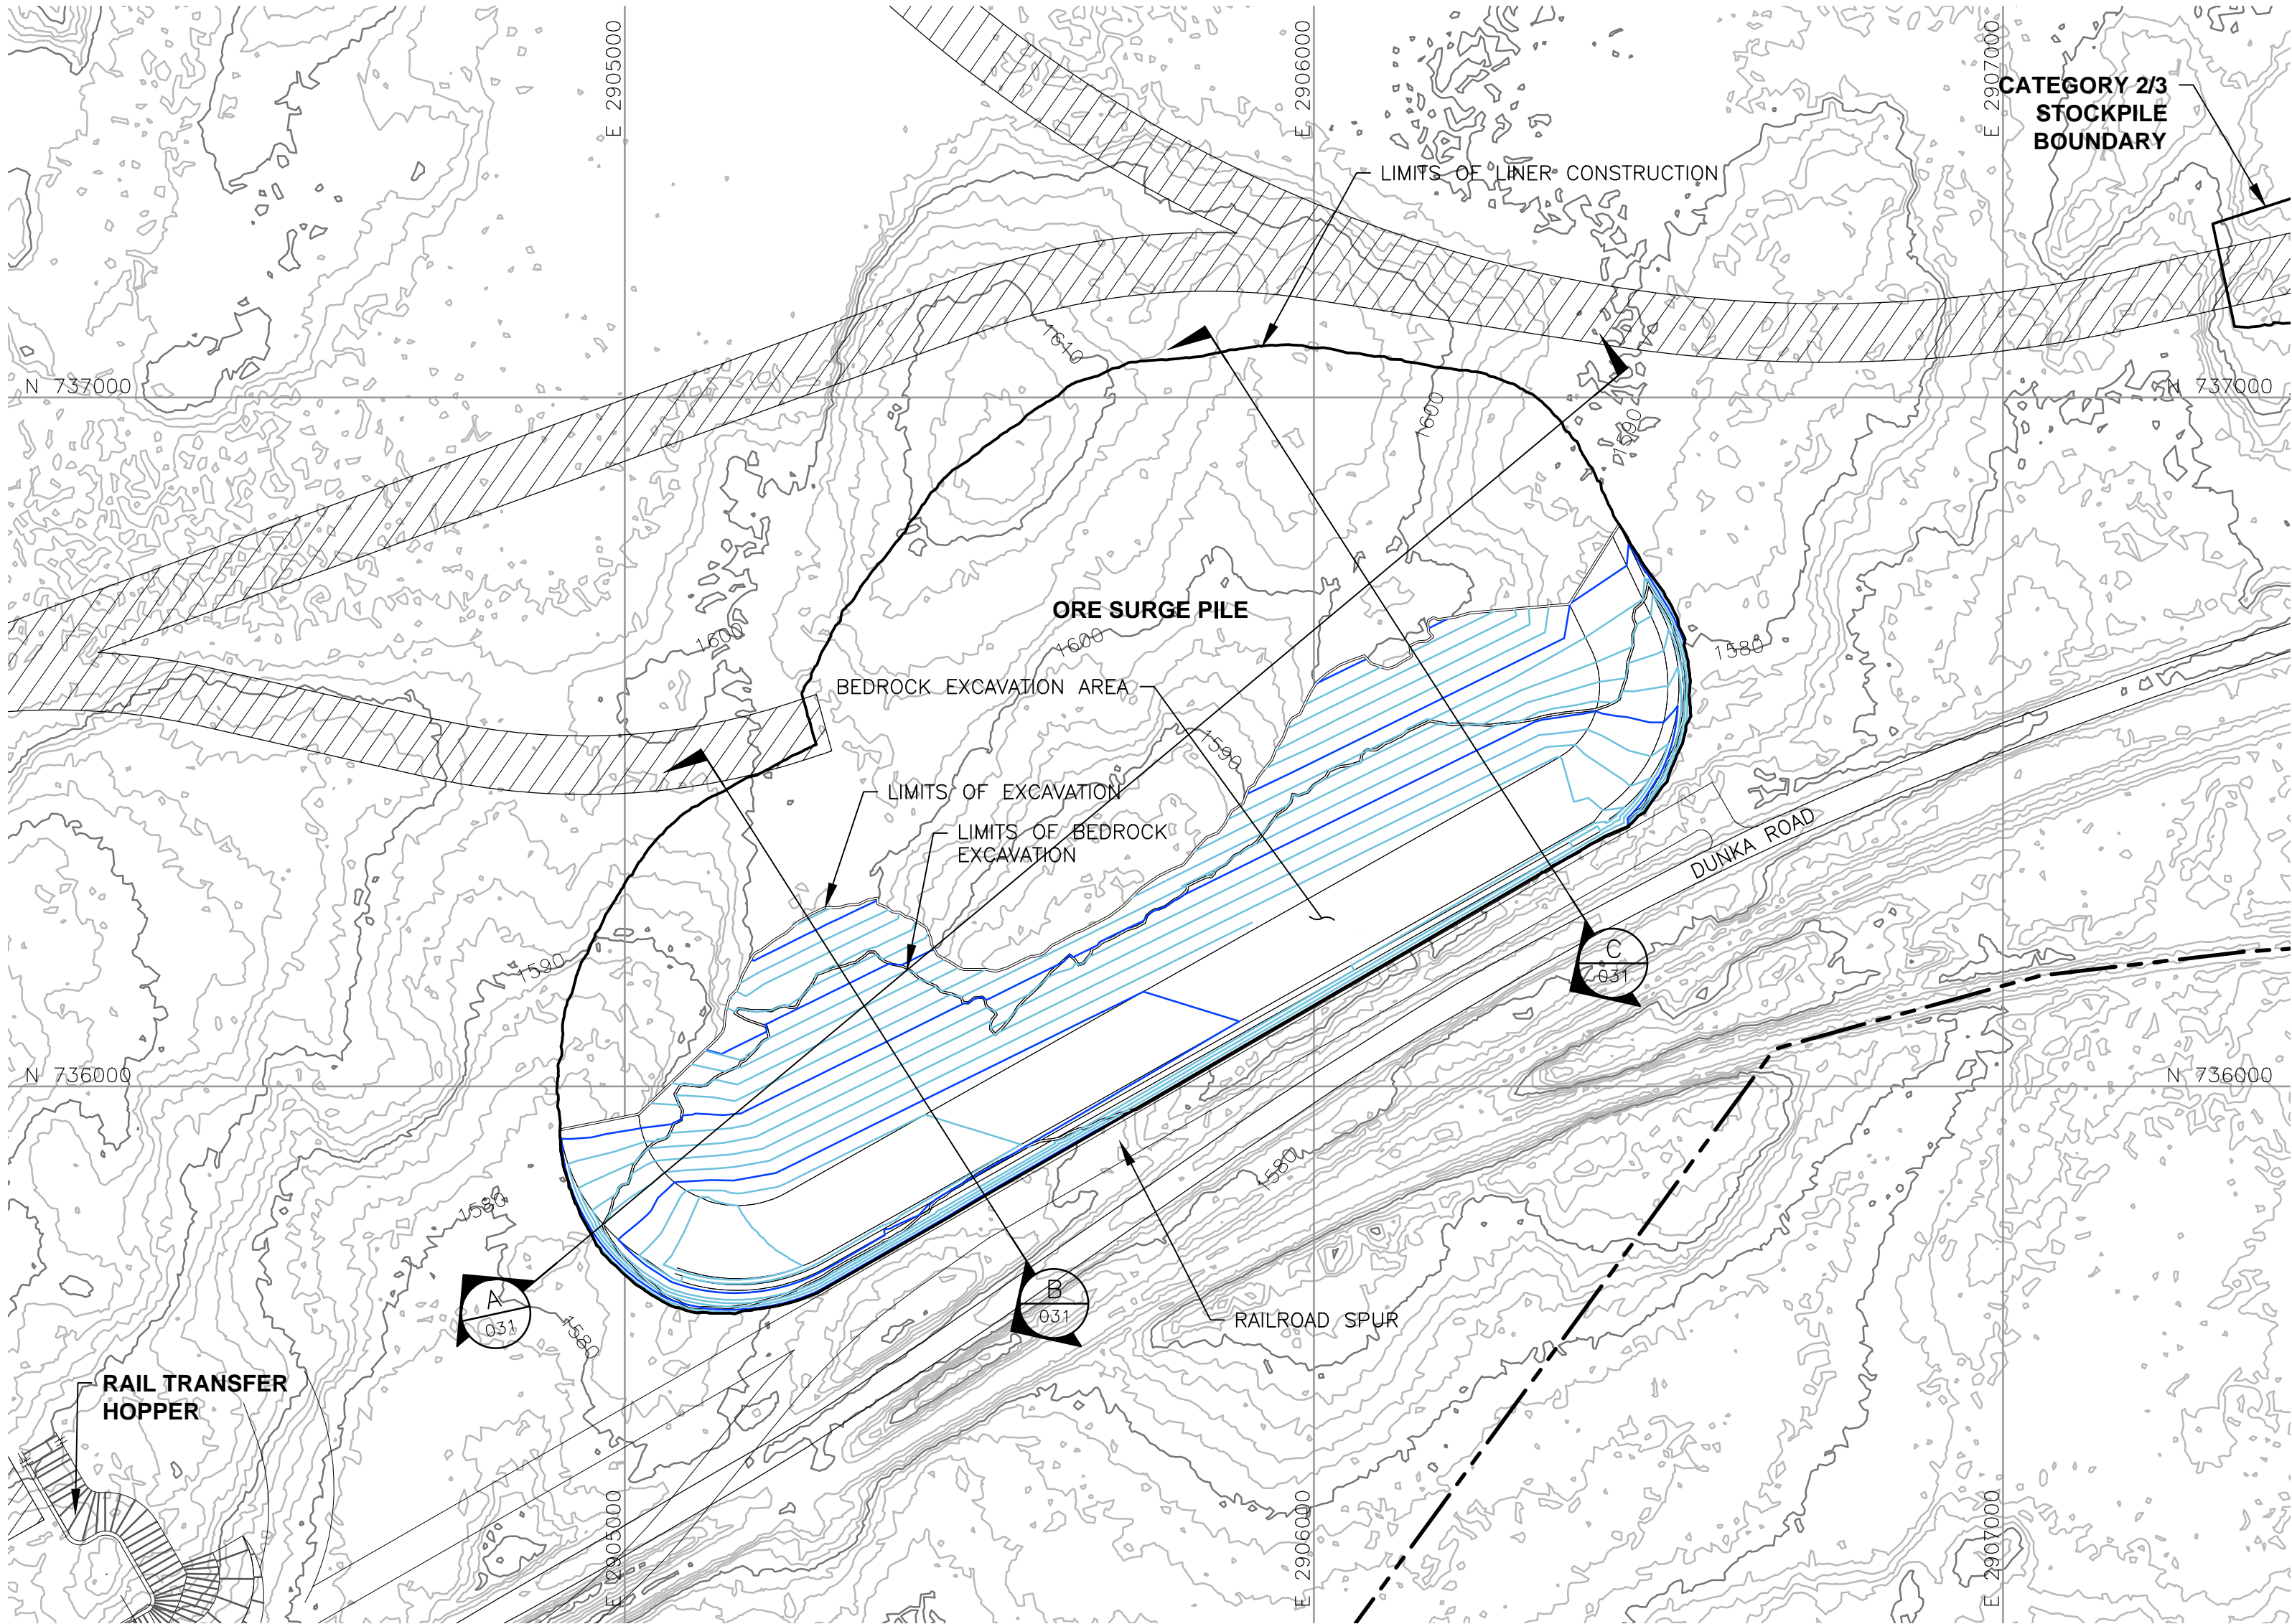 E 2905000
E 2906000
E 2907000
CATEGORY 2/3
STOCKPILE
BOUNDARY
LIMITS OF LINER CONSTRUCTION
1610
N 737000
N 737000
1600
1590
ORE SURGE PILE
1600
1600
1580
BEDROCK EXCAVATION AREA
1590
LIMITS OF EXCAVATION
LIMITS OF BEDROCK
EXCAVATION
DUNKA ROAD
1590
C
031
N 736000
N 736000
1580
1580
A
031
B
031
1580
RAILROAD SPUR
RAIL TRANSFER
HOPPER
E 2905000
E 2906000
E 2907000